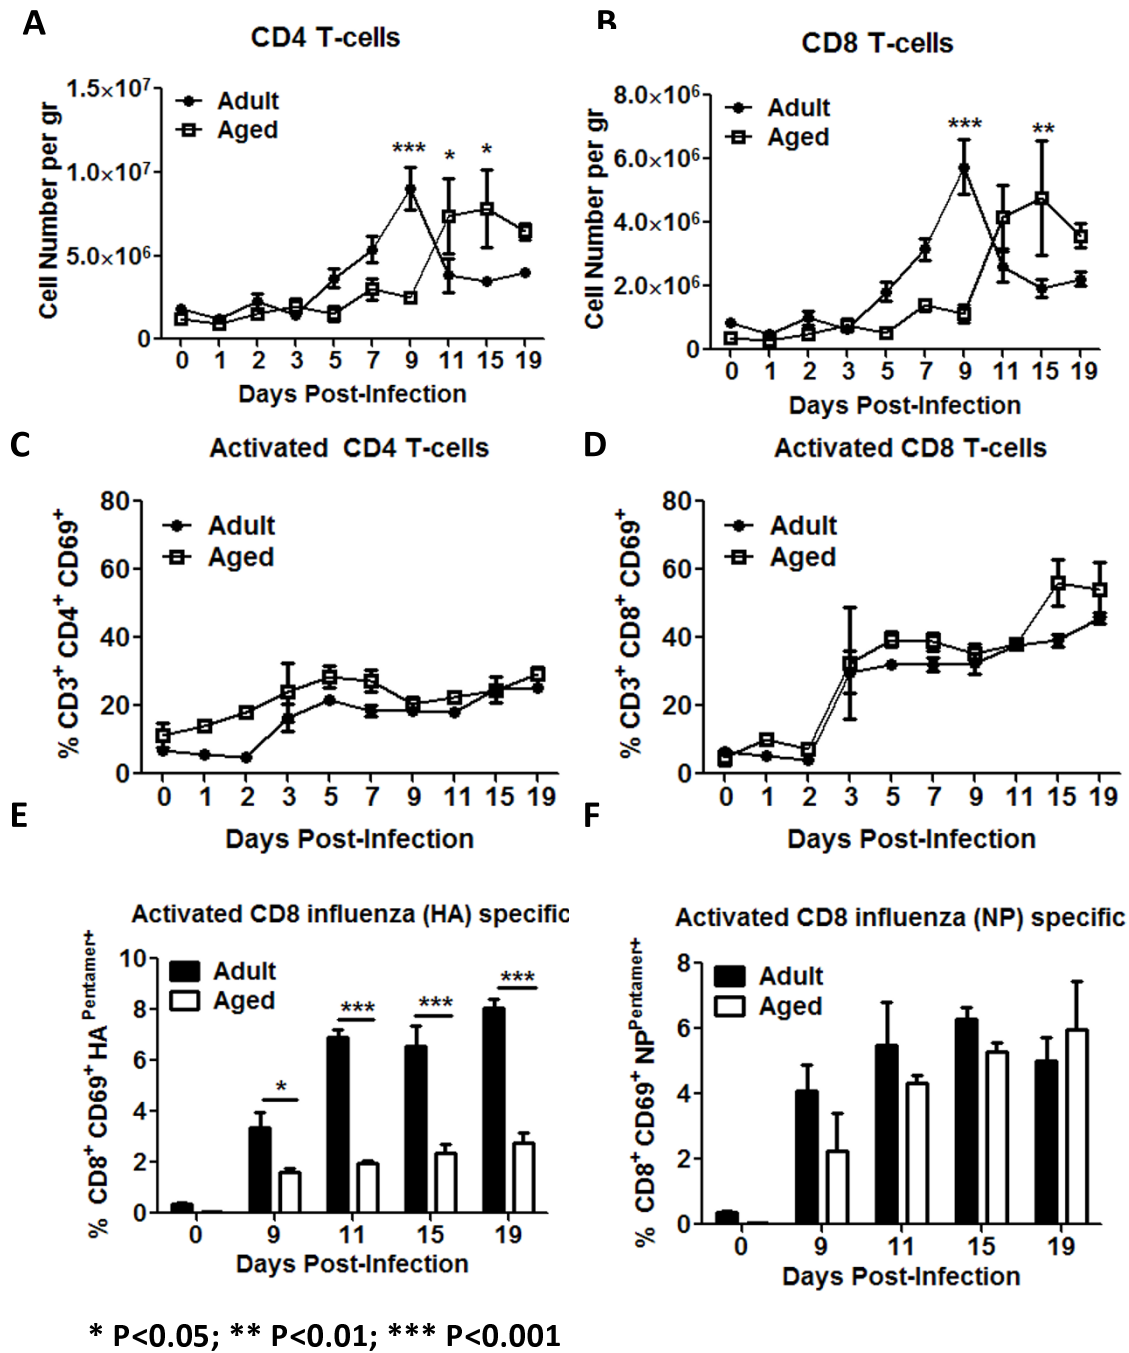 A
CD4 T-cells
Cell Number per gr
1.5×10⁷
1.0×10⁷
5.0×10⁶
0
Adult
Aged
***
*
*
0 1 2 3 5 7 9 11 15 19
Days Post-Infection
B
CD8 T-cells
Cell Number per gr
8.0×10⁶
6.0×10⁶
4.0×10⁶
2.0×10⁶
0
Adult
Aged
***
**
0 1 2 3 5 7 9 11 15 19
Days Post-Infection
C
Activated CD4 T-cells
% CD3⁺ CD4⁺ CD69⁺
80
60
40
20
0
Adult
Aged
0 1 2 3 5 7 9 11 15 19
Days Post-Infection
D
Activated CD8 T-cells
% CD3⁺ CD8⁺ CD69⁺
80
60
40
20
0
Adult
Aged
0 1 2 3 5 7 9 11 15 19
Days Post-Infection
E
Activated CD8 influenza (HA) specific
% CD8⁺ CD69⁺ HA Pentamer+
10
8
6
4
2
0
Adult
Aged
*
***
***
***
0 9 11 15 19
Days Post-Infection
F
Activated CD8 influenza (NP) specific
% CD8⁺ CD69⁺ NP Pentamer+
8
6
4
2
0
Adult
Aged
0 9 11 15 19
Days Post-Infection
* P<0.05; ** P<0.01; *** P<0.001